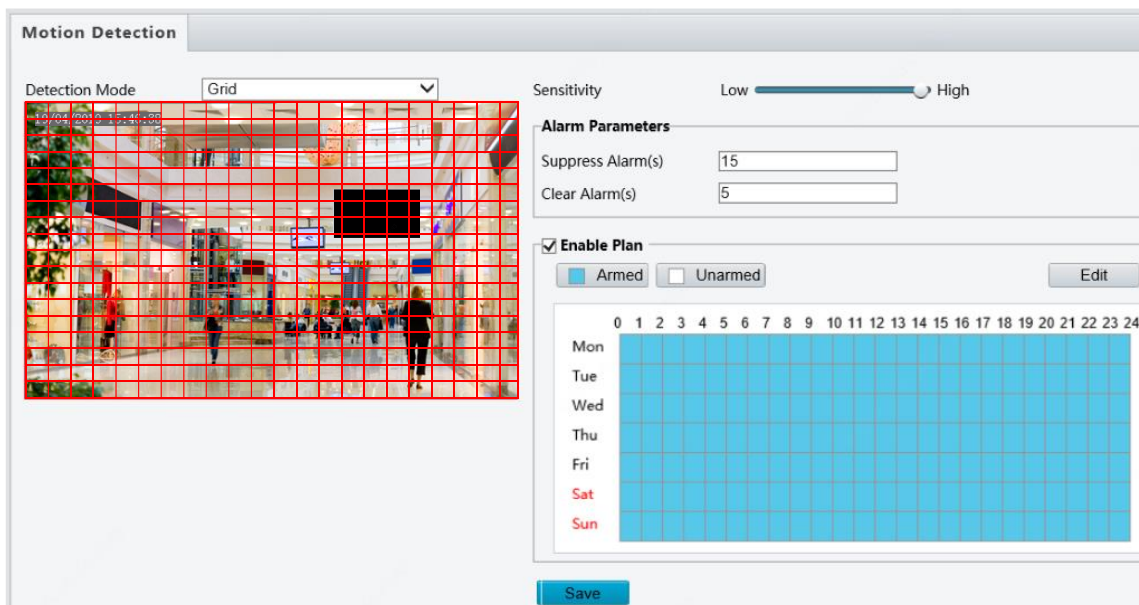 Motion Detection
Detection Mode Grid
Sensitivity Low High
Alarm Parameters
Suppress Alarm(s) 15
Clear Alarm(s) 5
Enable Plan
Armed Unarmed Edit
0 1 2 3 4 5 6 7 8 9 10 11 12 13 14 15 16 17 18 19 20 21 22 23 24
Mon
Tue
Wed
Thu
Fri
Sat
Sun
Save